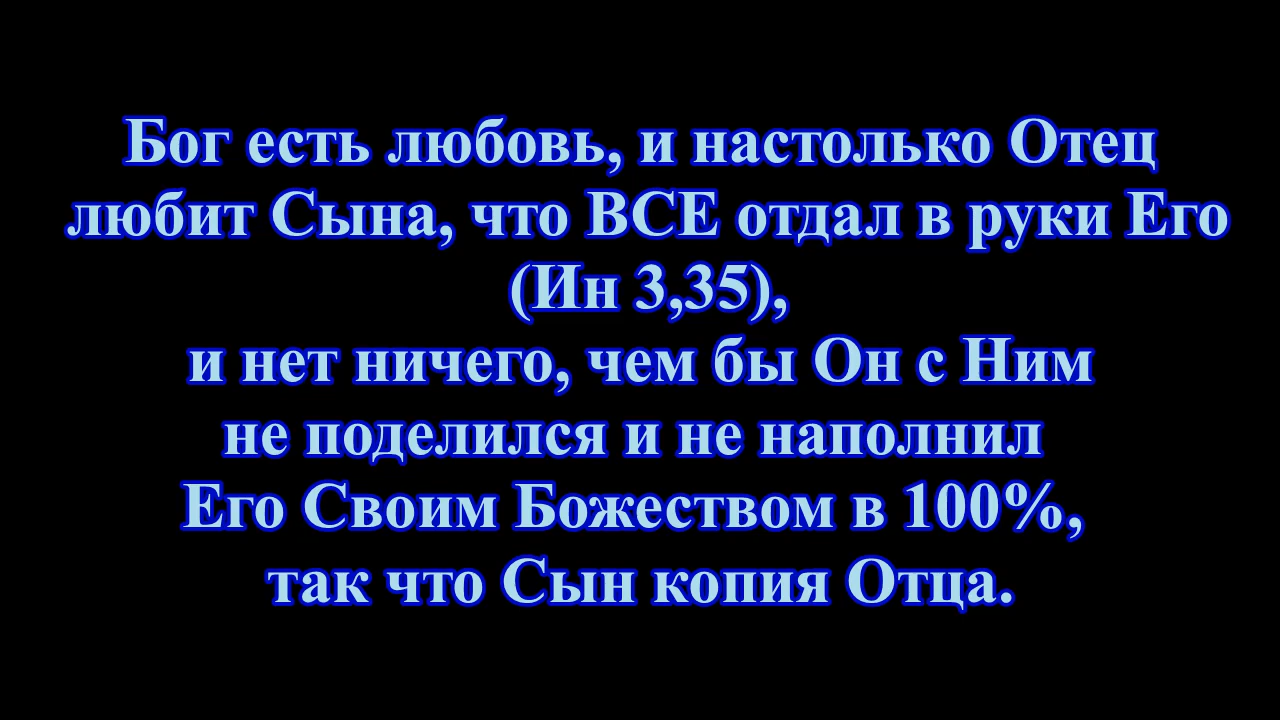 Бог есть любовь, и настолько Отец
любит Сына, что ВСЕ отдал в руки Его
(Ин 3,35),
и нет ничего, чем бы Он с Ним
не поделился и не наполнил
Его Своим Божеством в 100%,
так что Сын копия Отца.